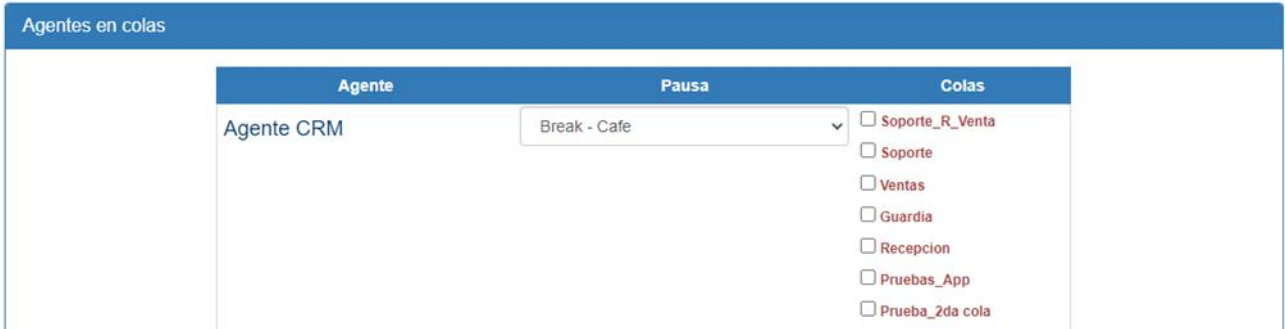 Agentes en colas
Agente Pausa Colas
Agente CRM Break - Cafe Soporte_R_Venta
Soporte
Ventas
Guardia
Recepcion
Pruebas_App
Prueba_2da cola